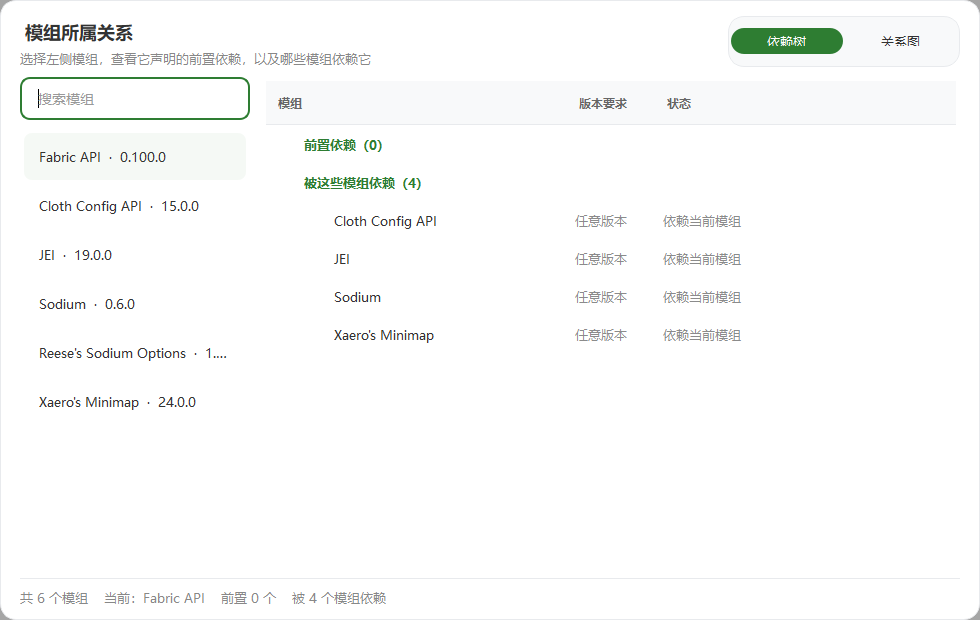 模组所属关系
选择左侧模组，查看它声明的前置依赖，以及哪些模组依赖它
依赖树
关系图
搜索模组
Fabric API · 0.100.0
Cloth Config API · 15.0.0
JEI · 19.0.0
Sodium · 0.6.0
Reese's Sodium Options · 1....
Xaero's Minimap · 24.0.0
模组 版本要求 状态
前置依赖（0）
被这些模组依赖（4）
Cloth Config API 任意版本 依赖当前模组
JEI 任意版本 依赖当前模组
Sodium 任意版本 依赖当前模组
Xaero's Minimap 任意版本 依赖当前模组
共 6 个模组 当前：Fabric API 前置 0 个 被 4 个模组依赖